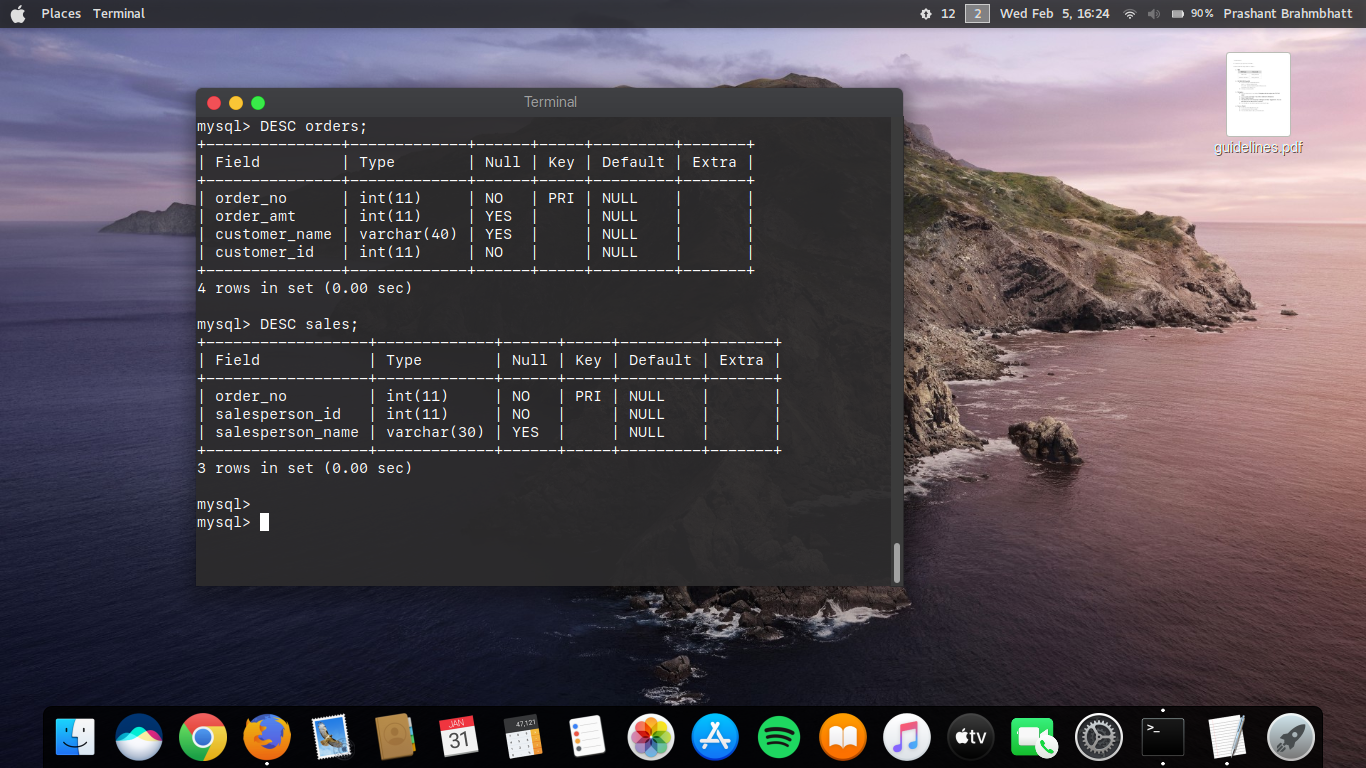 Places Terminal 12 2 Wed Feb 5, 16:24 90% Prashant Brahmbhatt
guidelines.pdf
Terminal
mysql> DESC orders;
+---------------+-------------+------+-----+---------+-------+
| Field         | Type        | Null | Key | Default | Extra |
+---------------+-------------+------+-----+---------+-------+
| order_no      | int(11)     | NO   | PRI | NULL    |       |
| order_amt     | int(11)     | YES  |     | NULL    |       |
| customer_name | varchar(40) | YES  |     | NULL    |       |
| customer_id   | int(11)     | NO   |     | NULL    |       |
+---------------+-------------+------+-----+---------+-------+
4 rows in set (0.00 sec)
mysql> DESC sales;
+------------------+-------------+------+-----+---------+-------+
| Field            | Type        | Null | Key | Default | Extra |
+------------------+-------------+------+-----+---------+-------+
| order_no         | int(11)     | NO   | PRI | NULL    |       |
| salesperson_id   | int(11)     | NO   |     | NULL    |       |
| salesperson_name | varchar(30) | YES  |     | NULL    |       |
+------------------+-------------+------+-----+---------+-------+
3 rows in set (0.00 sec)
mysql>
mysql>
JAN
31
47,121
tv
>_